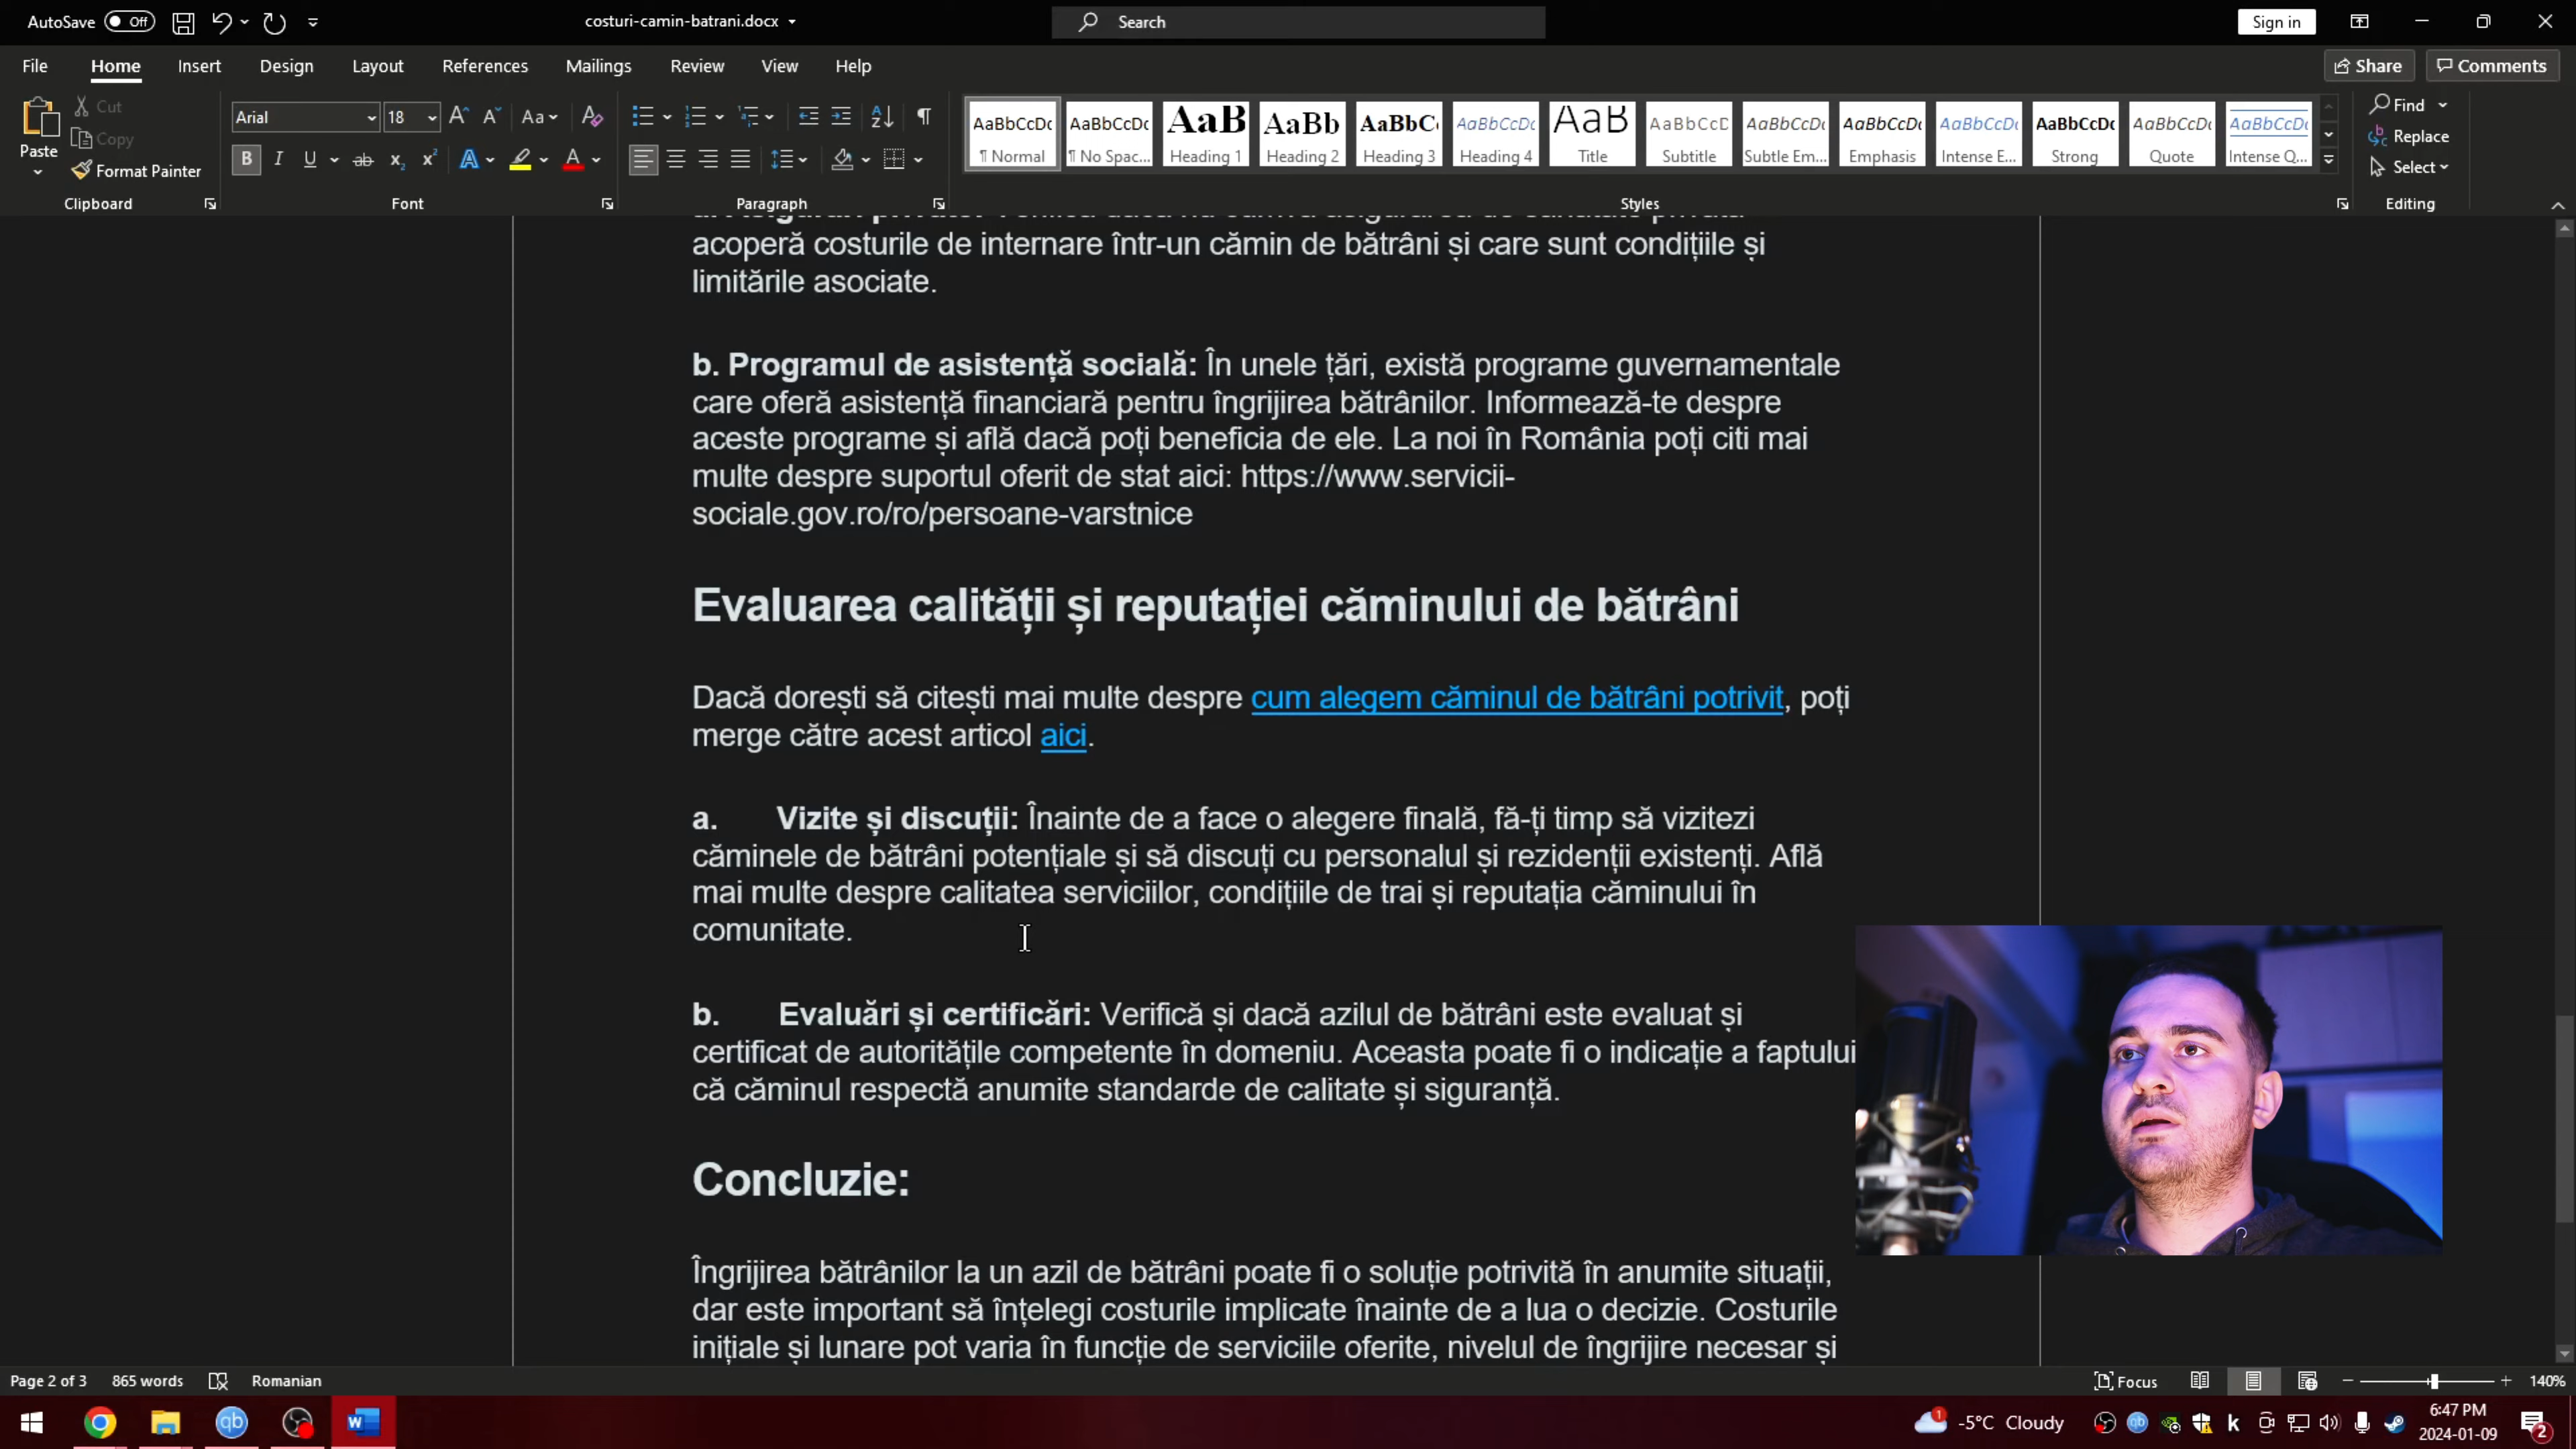 AutoSave Off costuri-camin-batrani.docx Search Sign in
File Home Insert Design Layout References Mailings Review View Help Share Comments
Paste Cut Copy Format Painter
Arial 18
AaBbCcDc AaBbCcDc AaB AaBb AaBbC AaBbCcDc AaB AaBbCcD AaBbCcDc AaBbCcDc AaBbCcDc AaBbCcDc AaBbCcDc AaBbCcDc
¶ Normal ¶ No Spac... Heading 1 Heading 2 Heading 3 Heading 4 Title Subtitle Subtle Em... Emphasis Intense E... Strong Quote Intense Q...
Find Replace Select
Clipboard Font Paragraph Styles Editing
acoperă costurile de internare într-un cămin de bătrâni și care sunt condițiile și
limitările asociate.
b. Programul de asistență socială: În unele țări, există programe guvernamentale
care oferă asistență financiară pentru îngrijirea bătrânilor. Informează-te despre
aceste programe și află dacă poți beneficia de ele. La noi în România poți citi mai
multe despre suportul oferit de stat aici: https://www.servicii-
sociale.gov.ro/ro/persoane-varstnice
Evaluarea calității și reputației căminului de bătrâni
Dacă dorești să citești mai multe despre cum alegem căminul de bătrâni potrivit, poți
merge către acest articol aici.
a. Vizite și discuții: Înainte de a face o alegere finală, fă-ți timp să vizitezi
căminele de bătrâni potențiale și să discuți cu personalul și rezidenții existenți. Află
mai multe despre calitatea serviciilor, condițiile de trai și reputația căminului în
comunitate.
b. Evaluări și certificări: Verifică și dacă azilul de bătrâni este evaluat și
certificat de autoritățile competente în domeniu. Aceasta poate fi o indicație a faptului
că căminul respectă anumite standarde de calitate și siguranță.
Concluzie:
Îngrijirea bătrânilor la un azil de bătrâni poate fi o soluție potrivită în anumite situații,
dar este important să înțelegi costurile implicate înainte de a lua o decizie. Costurile
inițiale și lunare pot varia în funcție de serviciile oferite, nivelul de îngrijire necesar și
Page 2 of 3 865 words Romanian Focus 140%
-5°C Cloudy 6:47 PM
2024-01-09